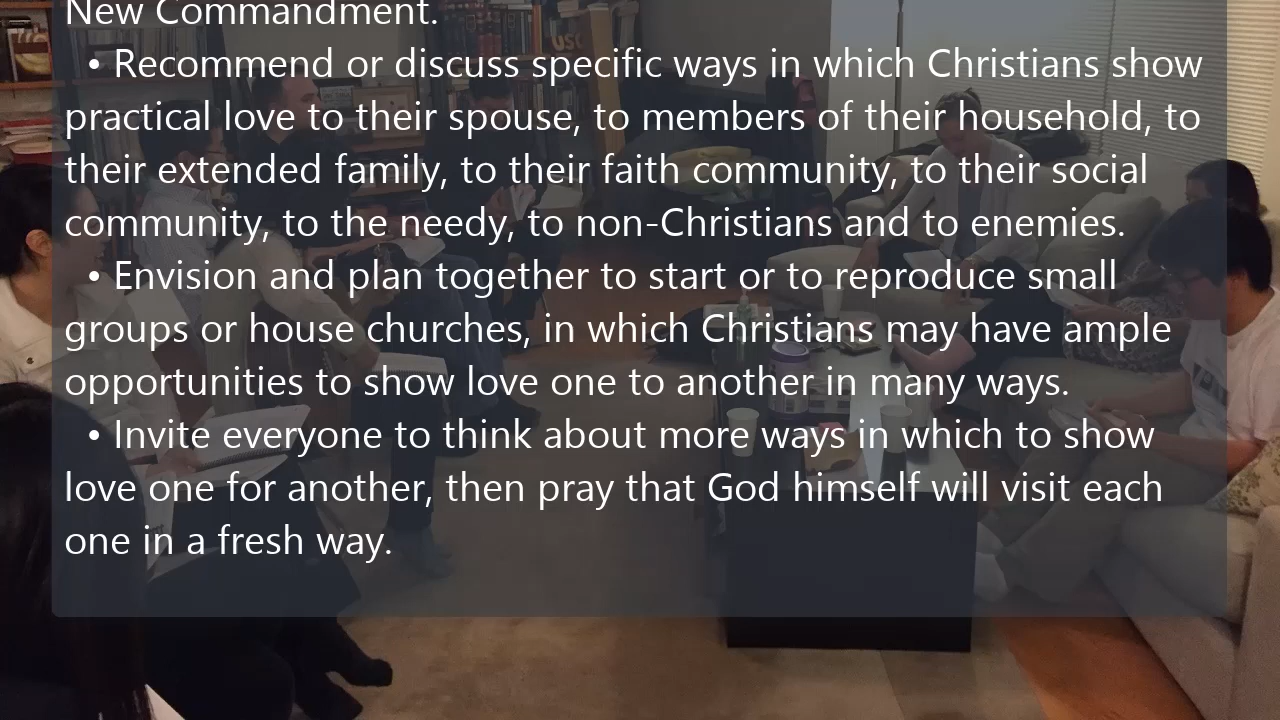 New Commandment.
• Recommend or discuss specific ways in which Christians show
practical love to their spouse, to members of their household, to
their extended family, to their faith community, to their social
community, to the needy, to non-Christians and to enemies.
• Envision and plan together to start or to reproduce small
groups or house churches, in which Christians may have ample
opportunities to show love one to another in many ways.
• Invite everyone to think about more ways in which to show
love one for another, then pray that God himself will visit each
one in a fresh way.
USC